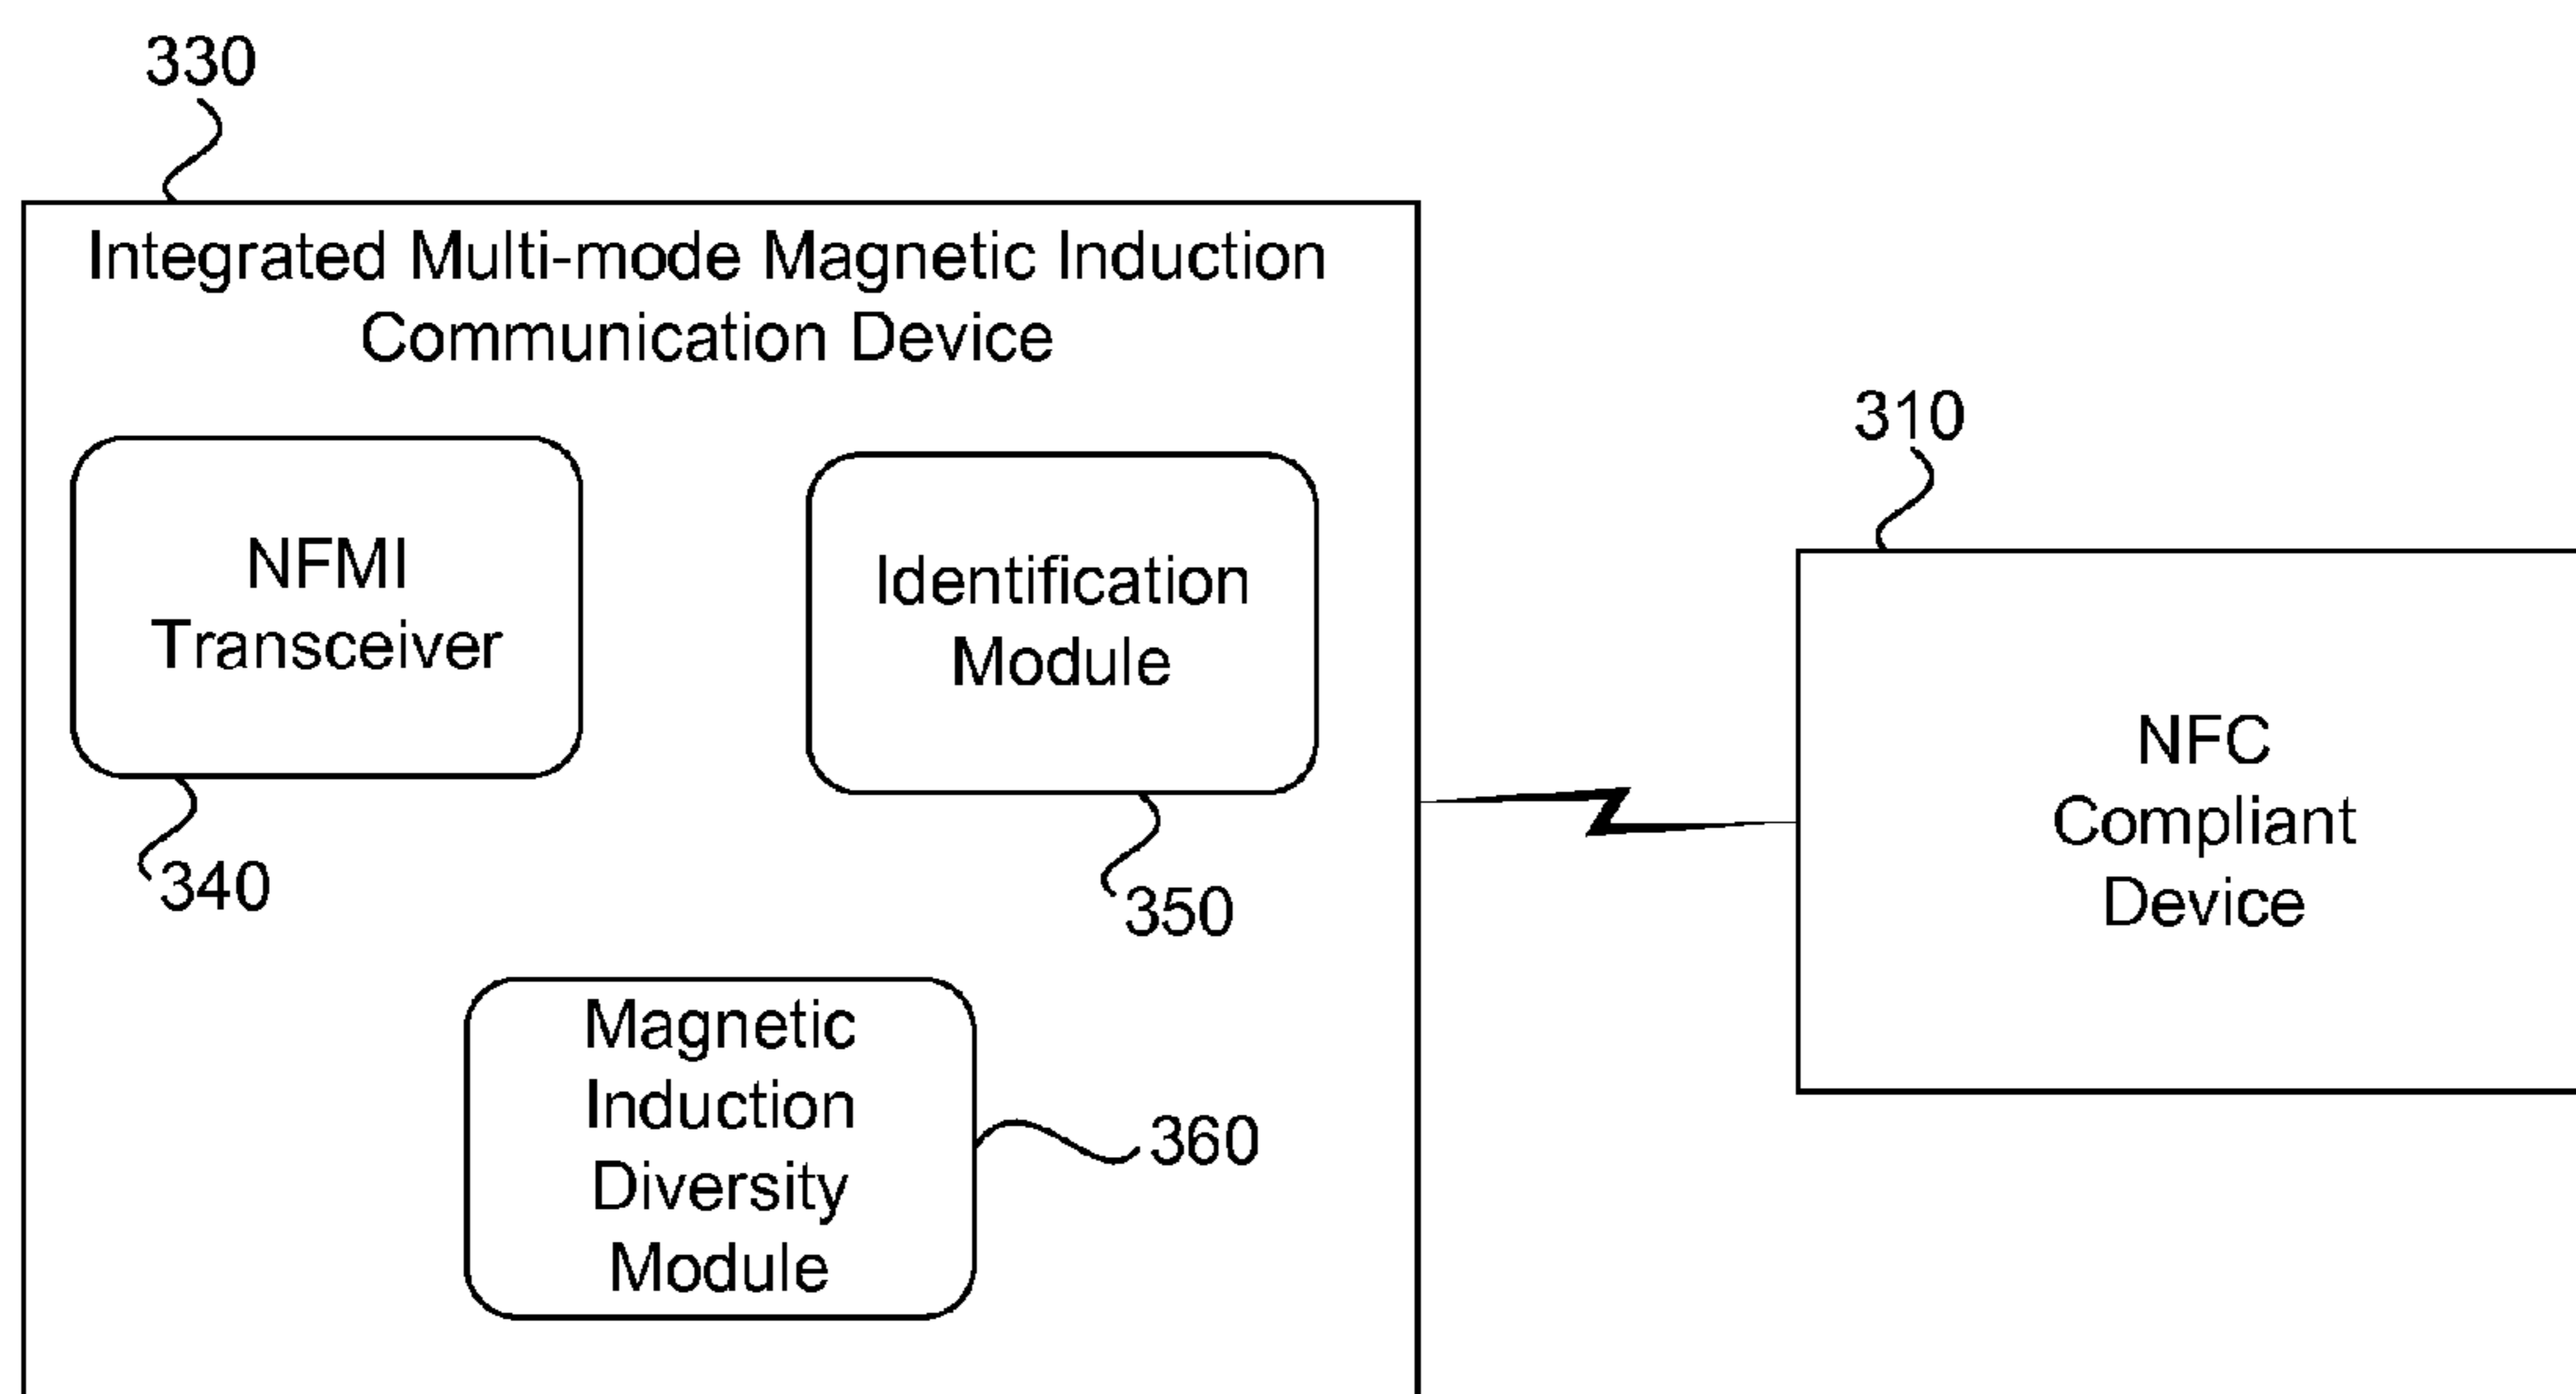 330
Integrated Multi-mode Magnetic Induction
Communication Device
310
NFMI
Transceiver
Identification
Module
340
350
NFC
Compliant
Device
Magnetic
Induction
Diversity
Module
360